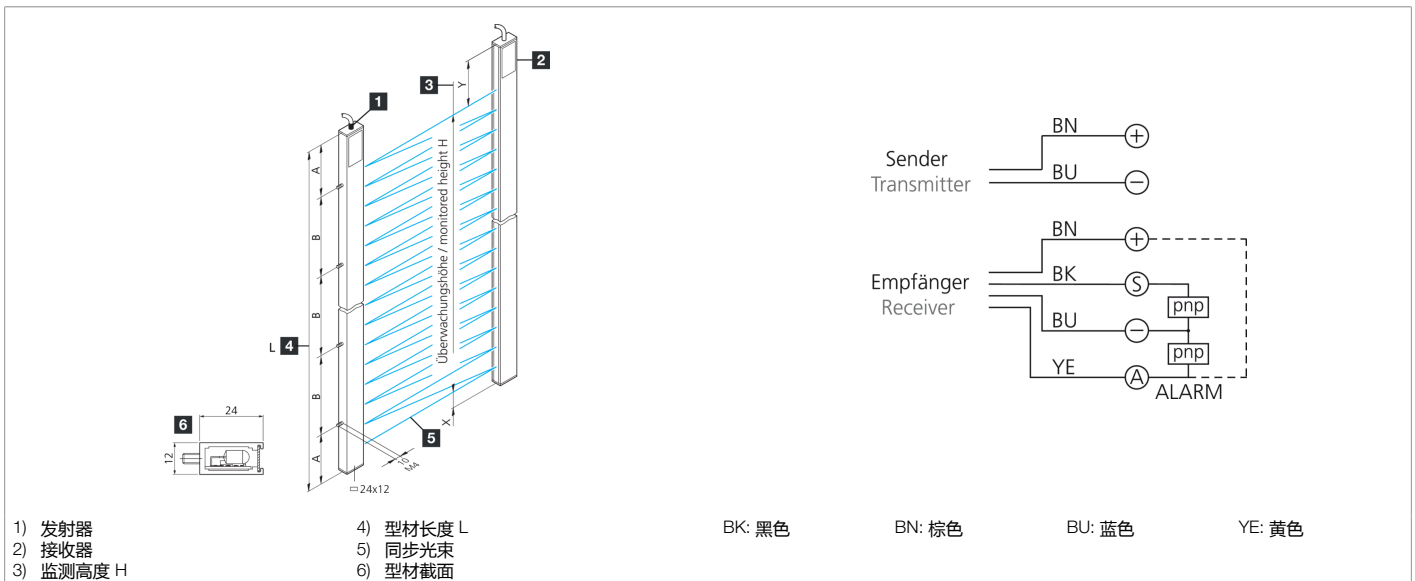 1
2
3
Y
A
B
B
B
A
Überwachungshöhe / monitored height H
L 4
X
5
10
M4
24x12
6
24
12
Sender
Transmitter
BN
+
BU
−
Empfänger
Receiver
BN
+
BK
S
pnp
BU
−
pnp
YE
A
ALARM
1) 发射器
2) 接收器
3) 监测高度 H
4) 型材长度 L
5) 同步光束
6) 型材截面
BK: 黑色
BN: 棕色
BU: 蓝色
YE: 黄色